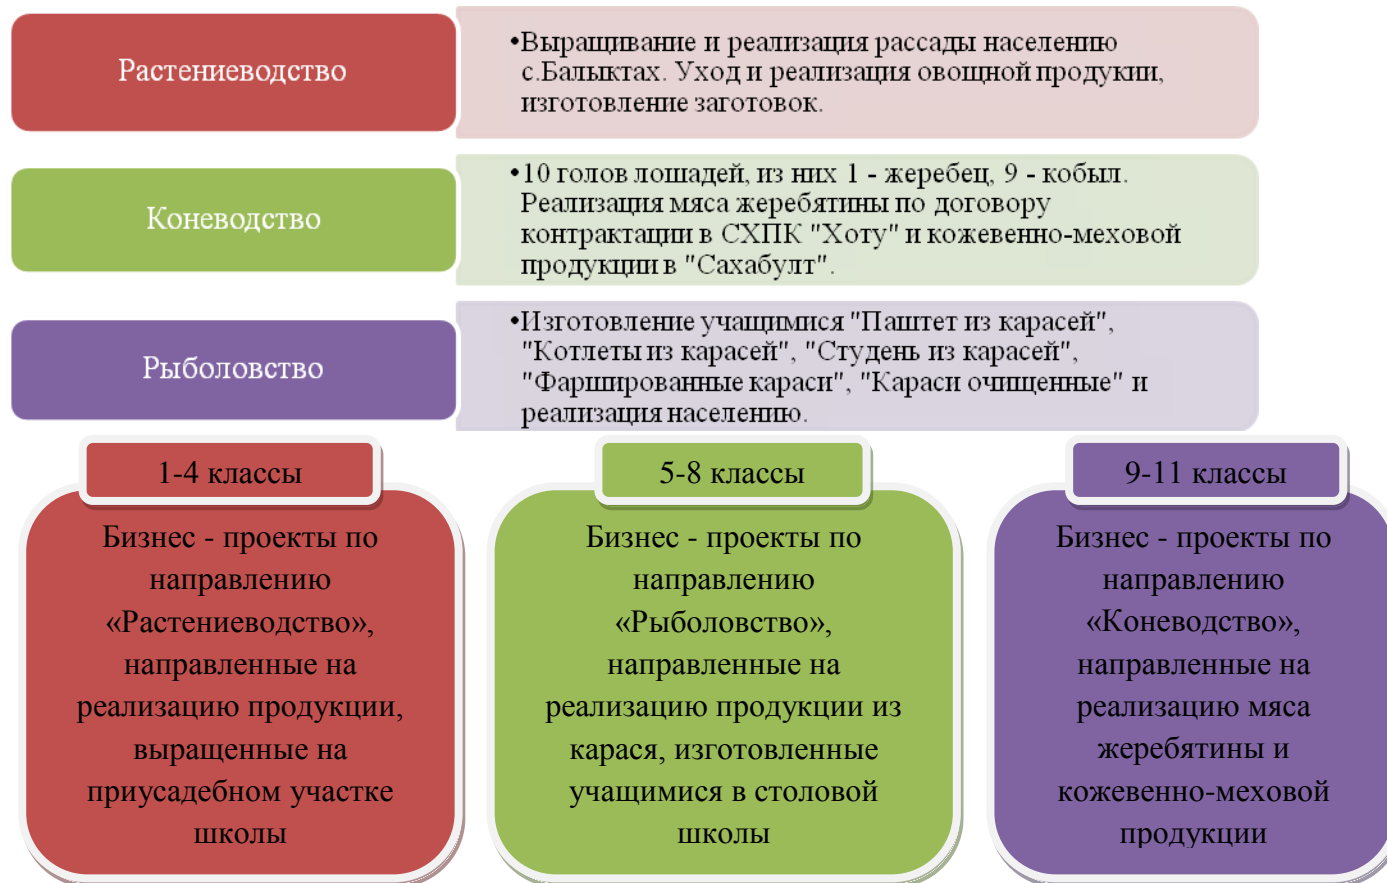 Растениеводство
•Выращивание и реализация рассады населению
с.Балыктах. Уход и реализация овощной продукии,
изготовление заготовок.
Коневодство
•10 голов лошадей, из них 1 - жеребец, 9 - кобыл.
Реализация мяса жеребятины по договору
контрактации в СХПК "Хоту" и кожевенно-меховой
продукции в "Сахабулт".
Рыболовство
•Изготовление учащимися "Паштет из карасей",
"Котлеты из карасей", "Студень из карасей",
"Фаршированные караси", "Караси очищенные" и
реализация населению.
1-4 классы
Бизнес - проекты по
направлению
«Растениеводство»,
направленные на
реализацию продукции,
выращенные на
приусадебном участке
школы
5-8 классы
Бизнес - проекты по
направлению
«Рыболовство»,
направленные на
реализацию продукции из
карася, изготовленные
учащимися в столовой
школы
9-11 классы
Бизнес - проекты по
направлению
«Коневодство»,
направленные на
реализацию мяса
жеребятины и
кожевенно-меховой
продукции